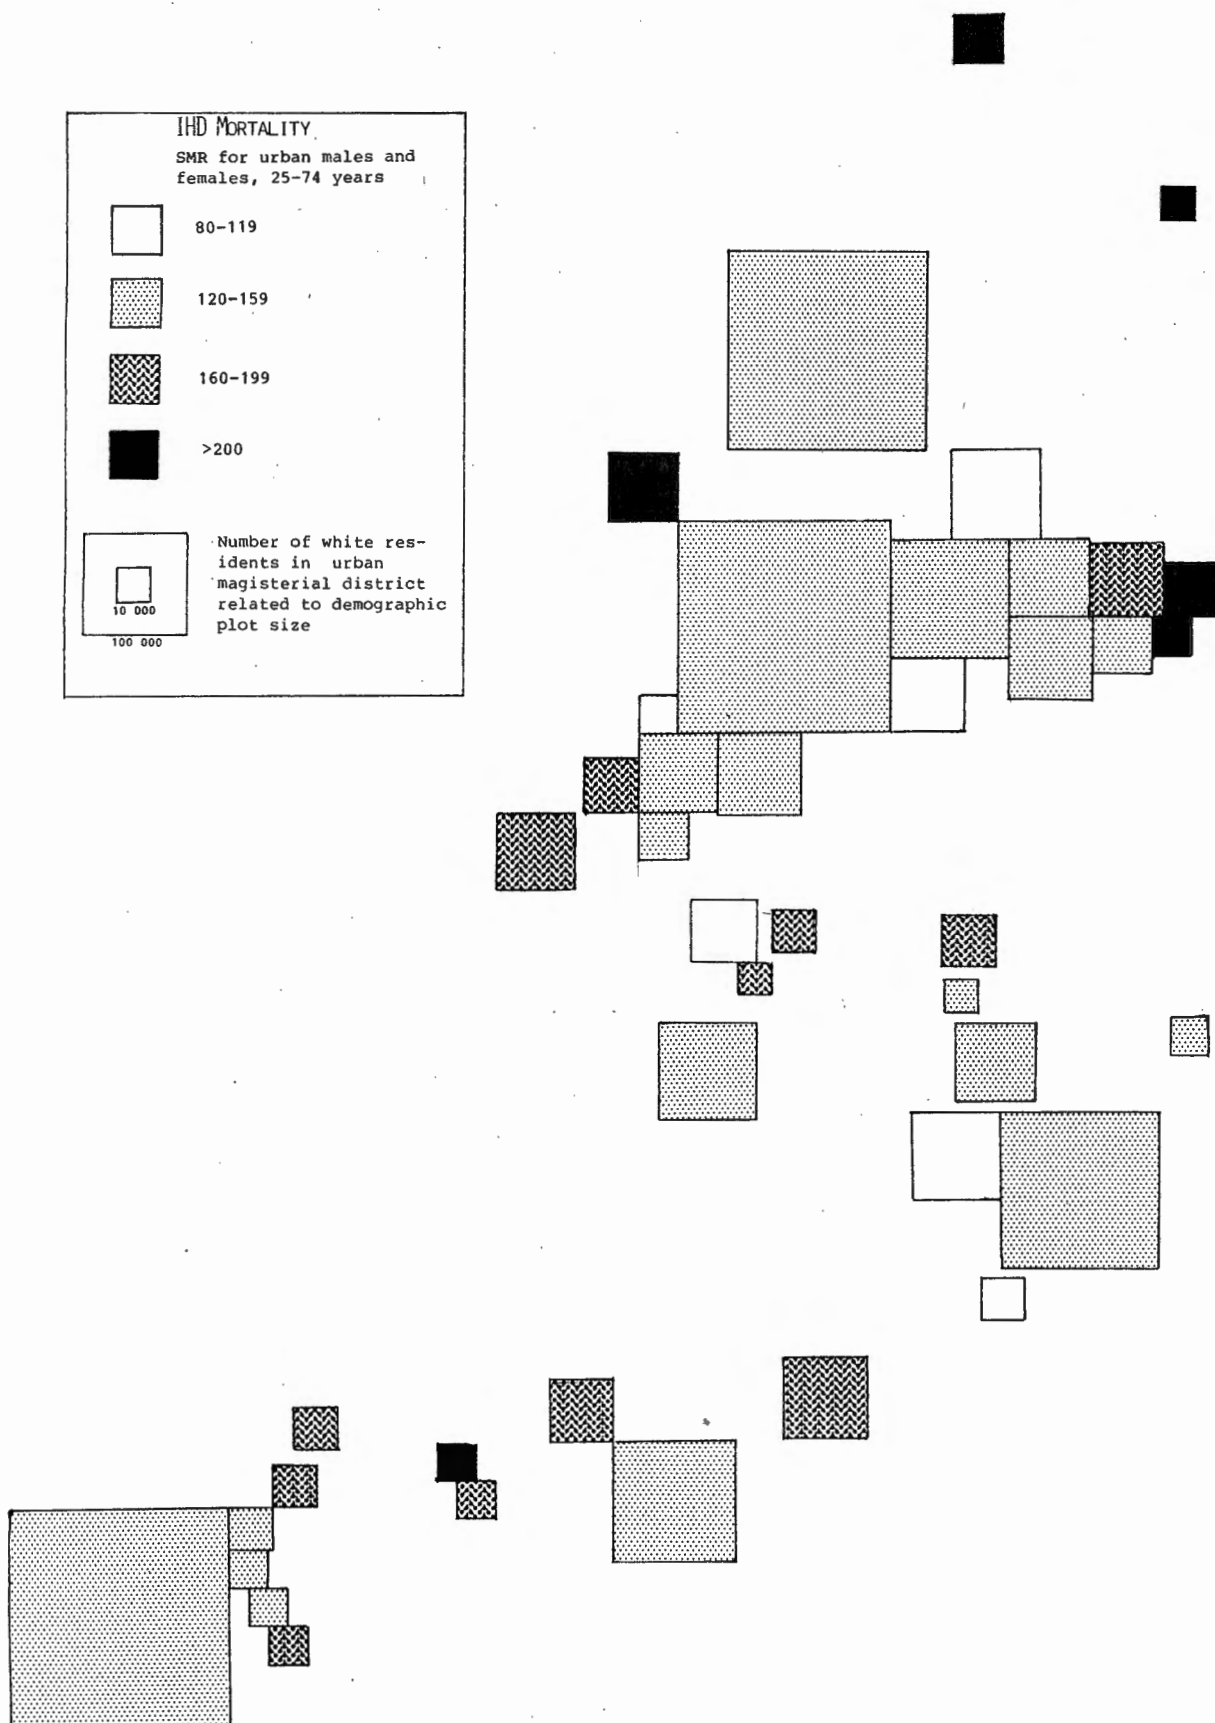 IHD MORTALITY
SMR for urban males and
females, 25-74 years
80-119
120-159
160-199
>200
Number of white res-
idents in urban
magisterial district
related to demographic
plot size
10 000
100 000